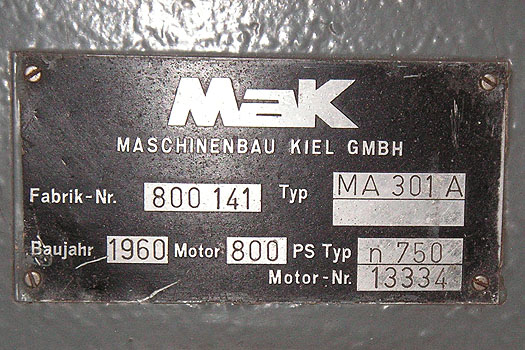 MaK
MASCHINENBAU KIEL GMBH
Fabrik-Nr. 800 141 Typ MA 301 A
Baujahr 1960 Motor 800 PS Typ n 750
Motor-Nr. 13334